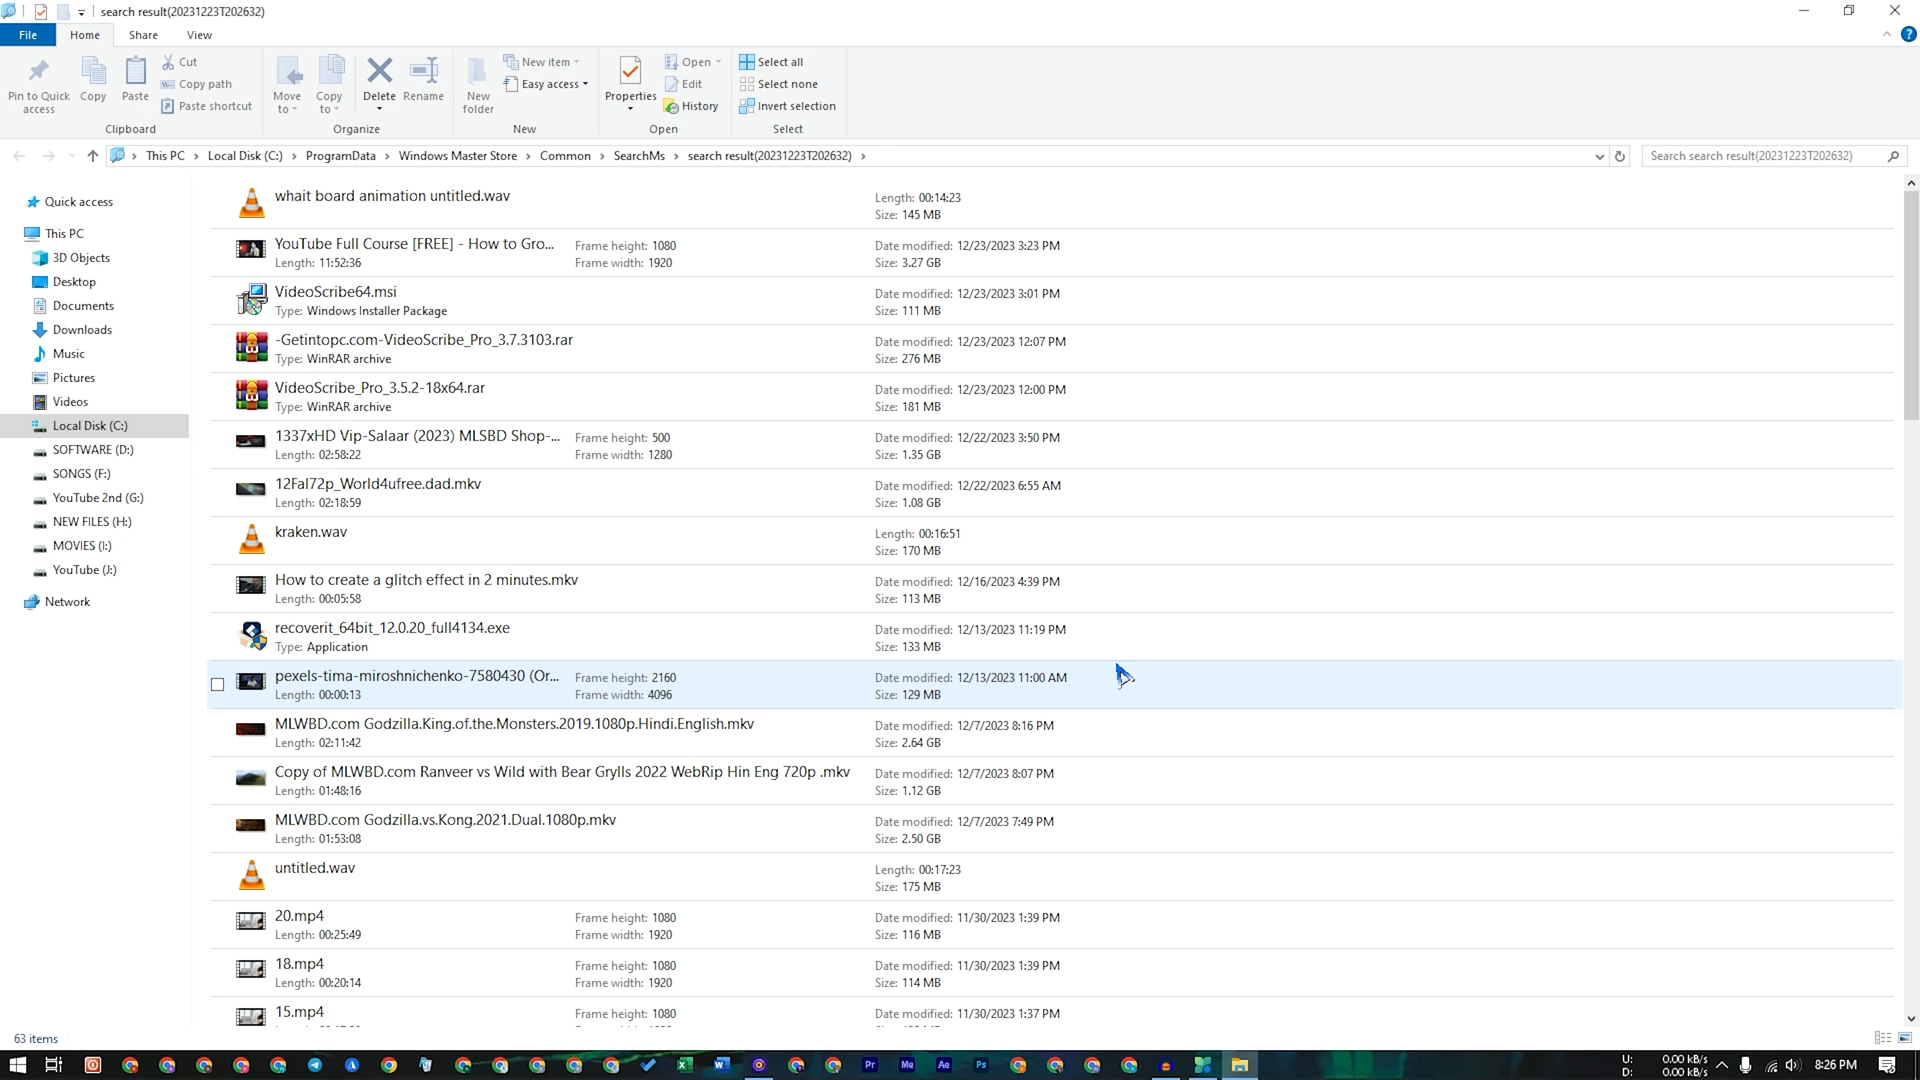 search result(20231223T202632)
File
Home
Share
View
Pin to Quick access
Copy
Paste
Cut
Copy path
Paste shortcut
Clipboard
Move to
Copy to
Delete
Rename
Organize
New folder
New item
Easy access
New
Properties
Open
Edit
History
Open
Select all
Select none
Invert selection
Select
This PC > Local Disk (C:) > ProgramData > Windows Master Store > Common > SearchMs > search result(20231223T202632) >
Search search result(20231223T202632)
Quick access
This PC
3D Objects
Desktop
Documents
Downloads
Music
Pictures
Videos
Local Disk (C:)
SOFTWARE (D:)
SONGS (F:)
YouTube 2nd (G:)
NEW FILES (H:)
MOVIES (I:)
YouTube (J:)
Network
whait board animation untitled.wav
Length: 00:14:23
Size: 145 MB
YouTube Full Course [FREE] - How to Gro... Frame height: 1080 Date modified: 12/23/2023 3:23 PM
Length: 11:52:36 Frame width: 1920 Size: 3.27 GB
VideoScribe64.msi Date modified: 12/23/2023 3:01 PM
Type: Windows Installer Package Size: 111 MB
-Getintopc.com-VideoScribe_Pro_3.7.3103.rar Date modified: 12/23/2023 12:07 PM
Type: WinRAR archive Size: 276 MB
VideoScribe_Pro_3.5.2-18x64.rar Date modified: 12/23/2023 12:00 PM
Type: WinRAR archive Size: 181 MB
1337xHD Vip-Salaar (2023) MLSBD Shop-... Frame height: 500 Date modified: 12/22/2023 3:50 PM
Length: 02:58:22 Frame width: 1280 Size: 1.35 GB
12Fal72p_World4ufree.dad.mkv Date modified: 12/22/2023 6:55 AM
Length: 02:18:59 Size: 1.08 GB
kraken.wav Length: 00:16:51
Size: 170 MB
How to create a glitch effect in 2 minutes.mkv Date modified: 12/16/2023 4:39 PM
Length: 00:05:58 Size: 113 MB
recoverit_64bit_12.0.20_full4134.exe Date modified: 12/13/2023 11:19 PM
Type: Application Size: 133 MB
pexels-tima-miroshnichenko-7580430 (Or... Frame height: 2160 Date modified: 12/13/2023 11:00 AM
Length: 00:00:13 Frame width: 4096 Size: 129 MB
MLWBD.com Godzilla.King.of.the.Monsters.2019.1080p.Hindi.English.mkv Date modified: 12/7/2023 8:16 PM
Length: 02:11:42 Size: 2.64 GB
Copy of MLWBD.com Ranveer vs Wild with Bear Grylls 2022 WebRip Hin Eng 720p .mkv Date modified: 12/7/2023 8:07 PM
Length: 01:48:16 Size: 1.12 GB
MLWBD.com Godzilla.vs.Kong.2021.Dual.1080p.mkv Date modified: 12/7/2023 7:49 PM
Length: 01:53:08 Size: 2.50 GB
untitled.wav Length: 00:17:23
Size: 175 MB
20.mp4 Frame height: 1080 Date modified: 11/30/2023 1:39 PM
Length: 00:25:49 Frame width: 1920 Size: 116 MB
18.mp4 Frame height: 1080 Date modified: 11/30/2023 1:39 PM
Length: 00:20:14 Frame width: 1920 Size: 114 MB
15.mp4 Frame height: 1080 Date modified: 11/30/2023 1:37 PM
63 items
Pr
Me
Ae
Ps
U: 0.00 kB/s
D: 0.00 kB/s
8:26 PM